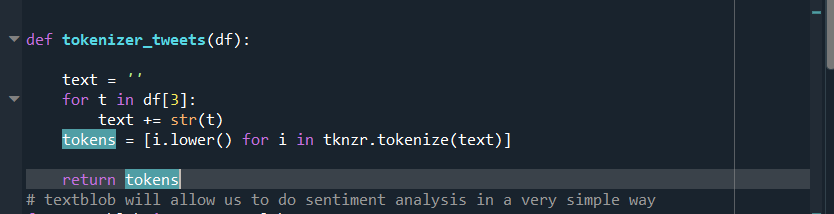 def tokenizer_tweets(df):
    text = ''
    for t in df[3]:
        text += str(t)
    tokens = [i.lower() for i in tknzr.tokenize(text)]
    return tokens
# textblob will allow us to do sentiment analysis in a very simple way